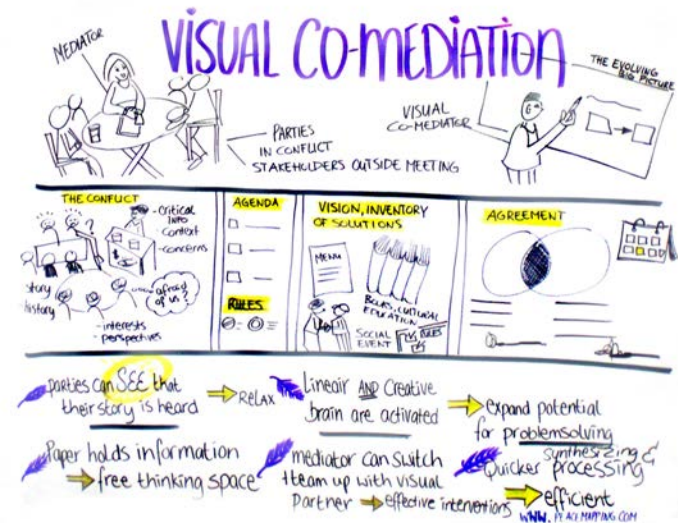 VISUAL CO-MEDIATION
MEDIATOR
THE EVOLVING
BIG PICTURE
VISUAL
CO-MEDIATOR
PARTIES
IN CONFLICT
STAKEHOLDERS OUTSIDE MEETING
THE CONFLICT
?
- Critical
INFO
- Context
- concerns
story
history
afraid
of us?
- interests
- perspectives
AGENDA
RULES
VISION, INVENTORY
OF SOLUTIONS
MENU
BOOKS, CULTURAL
EDUCATION
SOCIAL
EVENT
RULES
AGREEMENT
parties can SEE that
their story is heard
RELAX
Lineair AND Creative
brain are activated
expand potential
for problemsolving
Paper holds information
free thinking space
mediator can switch
& team up with visual
Partner
effective interventions
synthesizing &
Quicker processing
efficient
WWW.PEACEMAPPING.COM